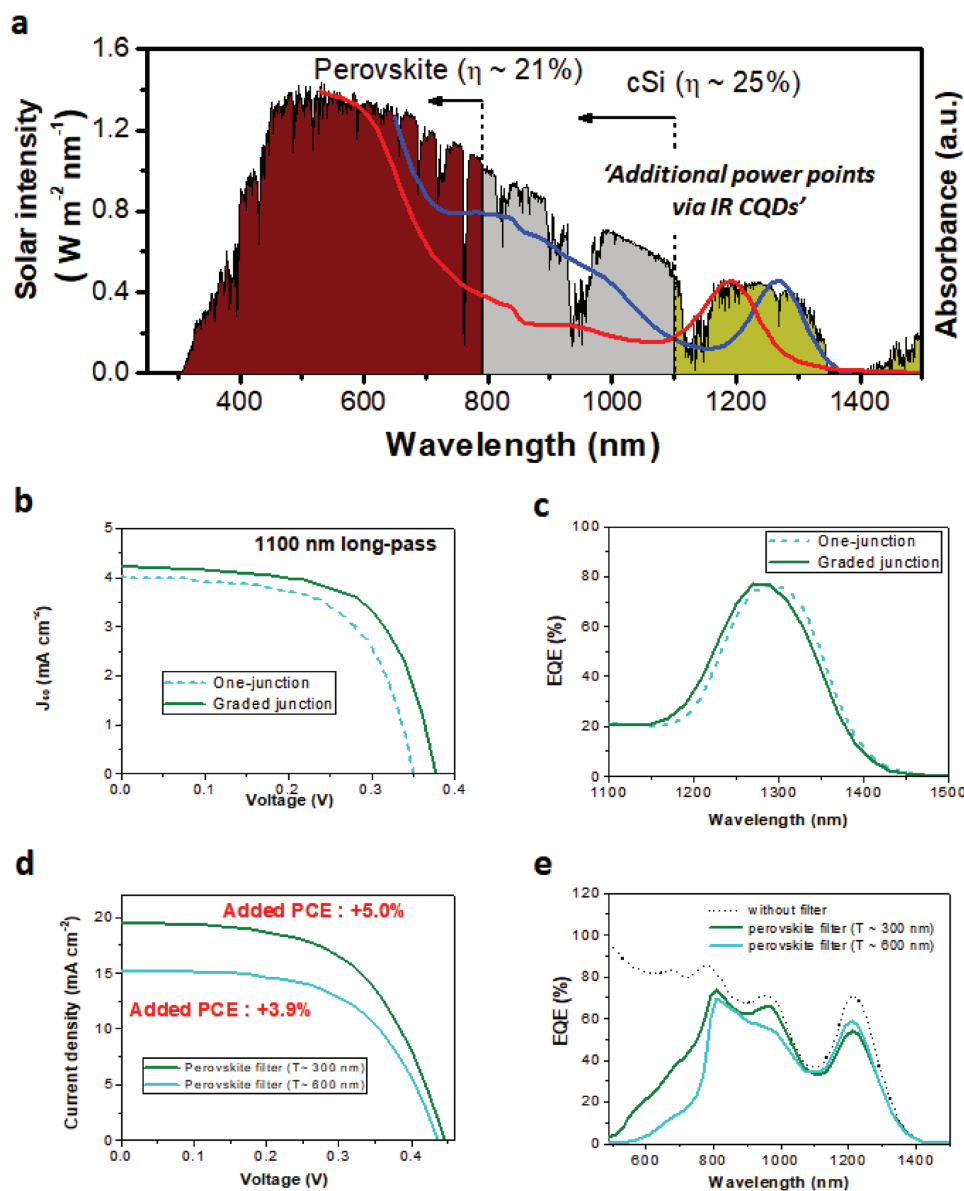 a
Perovskite (η ~ 21%)
cSi (η ~ 25%)
'Additional power points
via IR CQDs'
Solar intensity
( W m⁻² nm⁻¹)
Absorbance (a.u.)
1.6
1.2
0.8
0.4
0.0
400 600 800 1000 1200 1400
Wavelength (nm)
b
1100 nm long-pass
One-junction
Graded junction
Jₛₒ (mA cm⁻²)
5
4
3
2
1
0
0.0 0.1 0.2 0.3 0.4
Voltage (V)
c
One-junction
Graded junction
EQE (%)
100
80
60
40
20
0
1100 1200 1300 1400 1500
Wavelength (nm)
d
Added PCE : +5.0%
Added PCE : +3.9%
Perovskite filter (T~ 300 nm)
Perovskite filter (T~ 600 nm)
Current density (mA cm⁻²)
20
15
10
5
0
0.0 0.1 0.2 0.3 0.4
Voltage (V)
e
without filter
perovskite filter (T ~ 300 nm)
perovskite filter (T ~ 600 nm)
EQE (%)
120
100
80
60
40
20
0
600 800 1000 1200 1400
Wavelength (nm)